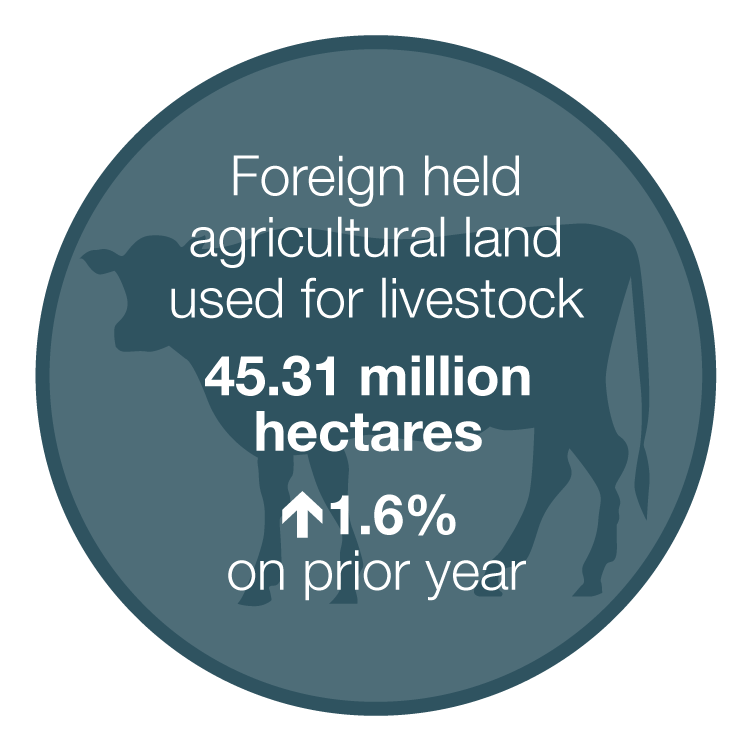 Foreign held
agricultural land
used for livestock
45.31 million
hectares
↑1.6%
on prior year